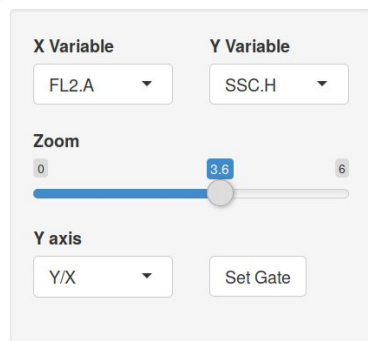 X Variable Y Variable
FL2.A SSC.H
Zoom
0 3.6 6
Y axis
Y/X Set Gate